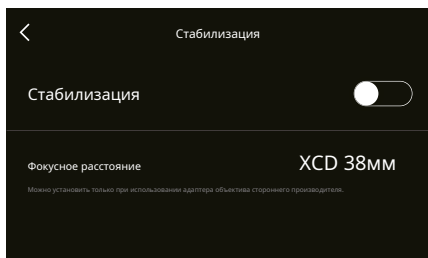 Стабилизация
Стабилизация
Фокусное расстояние
XCD 38мм
Можно установить только при использовании адаптера объектива стороннего производителя.